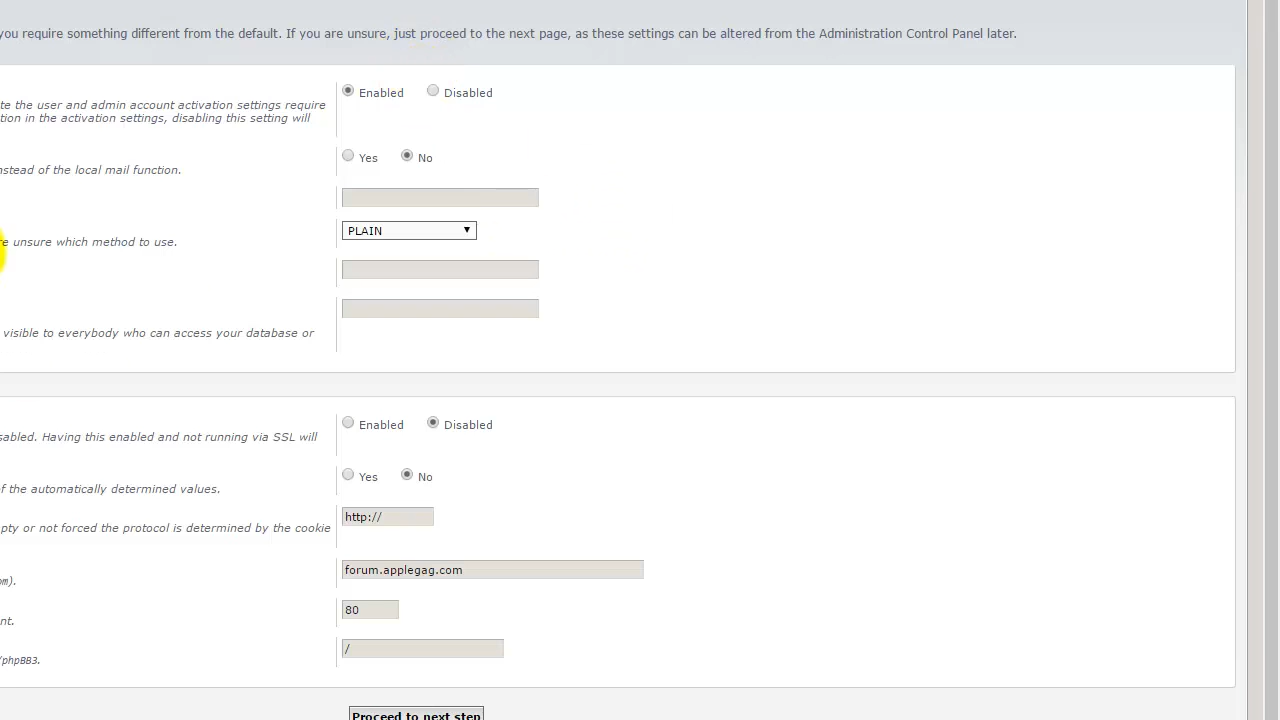 you require something different from the default. If you are unsure, just proceed to the next page, as these settings can be altered from the Administration Control Panel later.
Enabled Disabled
te the user and admin account activation settings require
tion in the activation settings, disabling this setting will
Yes No
nstead of the local mail function.
PLAIN
re unsure which method to use.
visible to everybody who can access your database or
Enabled Disabled
sabled. Having this enabled and not running via SSL will
Yes No
of the automatically determined values.
http://
pty or not forced the protocol is determined by the cookie
forum.applegag.com
om).
80
nt.
/
/phpBB3.
Proceed to next step